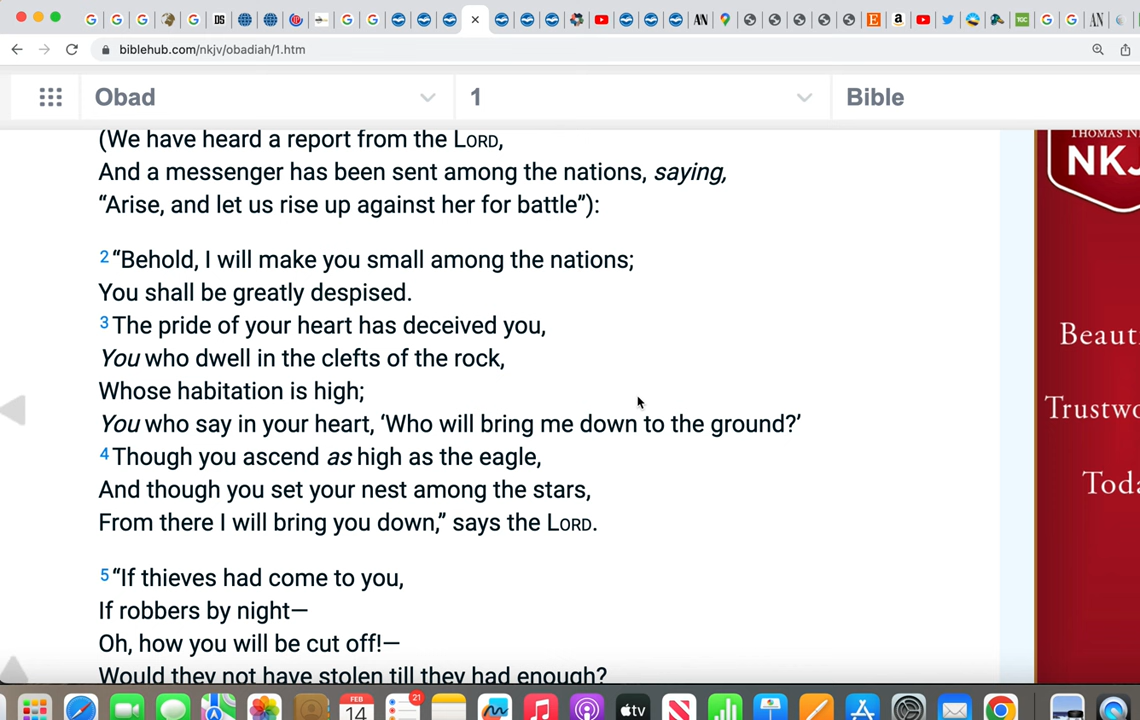 biblehub.com/nkjv/obadiah/1.htm
Obad
1
Bible
(We have heard a report from the LORD,
And a messenger has been sent among the nations, saying,
“Arise, and let us rise up against her for battle”):
2 “Behold, I will make you small among the nations;
You shall be greatly despised.
3 The pride of your heart has deceived you,
You who dwell in the clefts of the rock,
Whose habitation is high;
You who say in your heart, ‘Who will bring me down to the ground?’
4 Though you ascend as high as the eagle,
And though you set your nest among the stars,
From there I will bring you down,” says the LORD.
5 “If thieves had come to you,
If robbers by night—
Oh, how you will be cut off!—
Would they not have stolen till they had enough?
NKJ
Beaut
Trustwo
Toda
FEB
14
21
tv